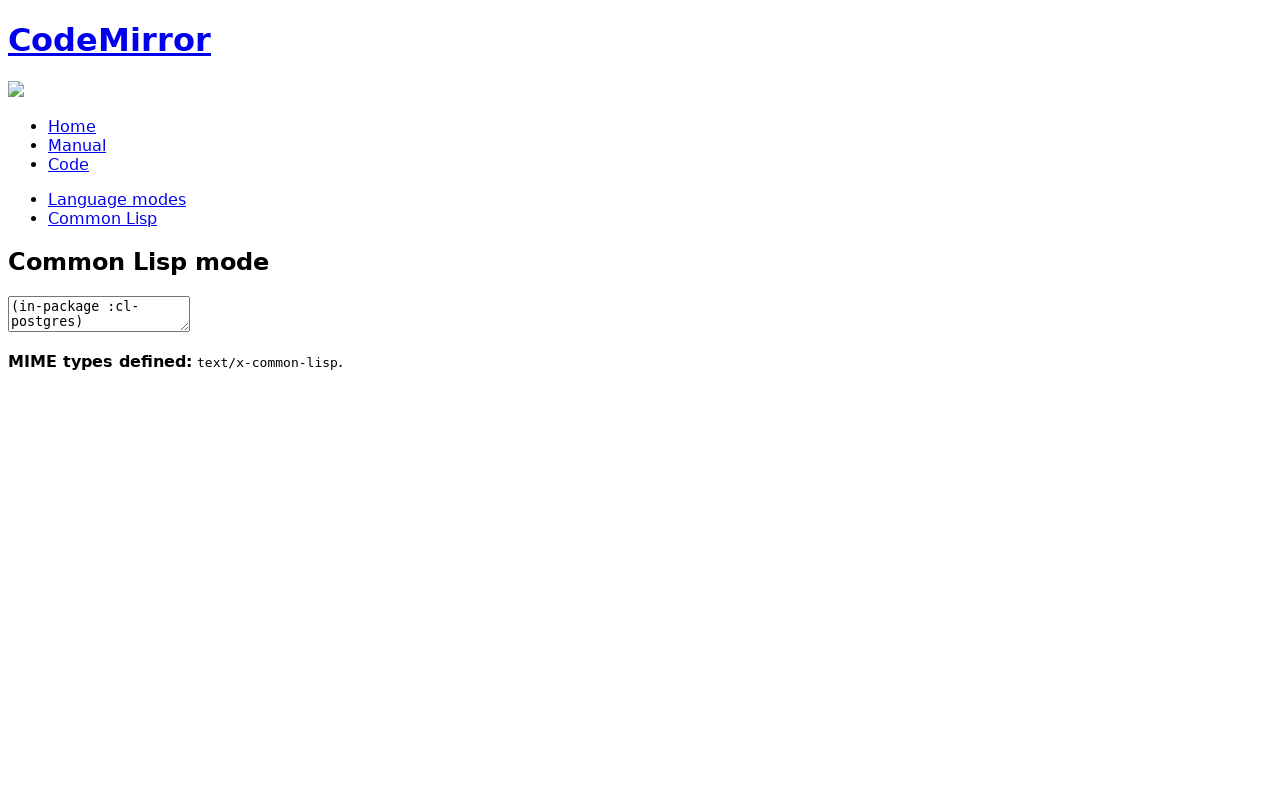 CodeMirror
Home
Manual
Code
Language modes
Common Lisp
Common Lisp mode
(in-package :cl-
postgres)
MIME types defined: text/x-common-lisp.